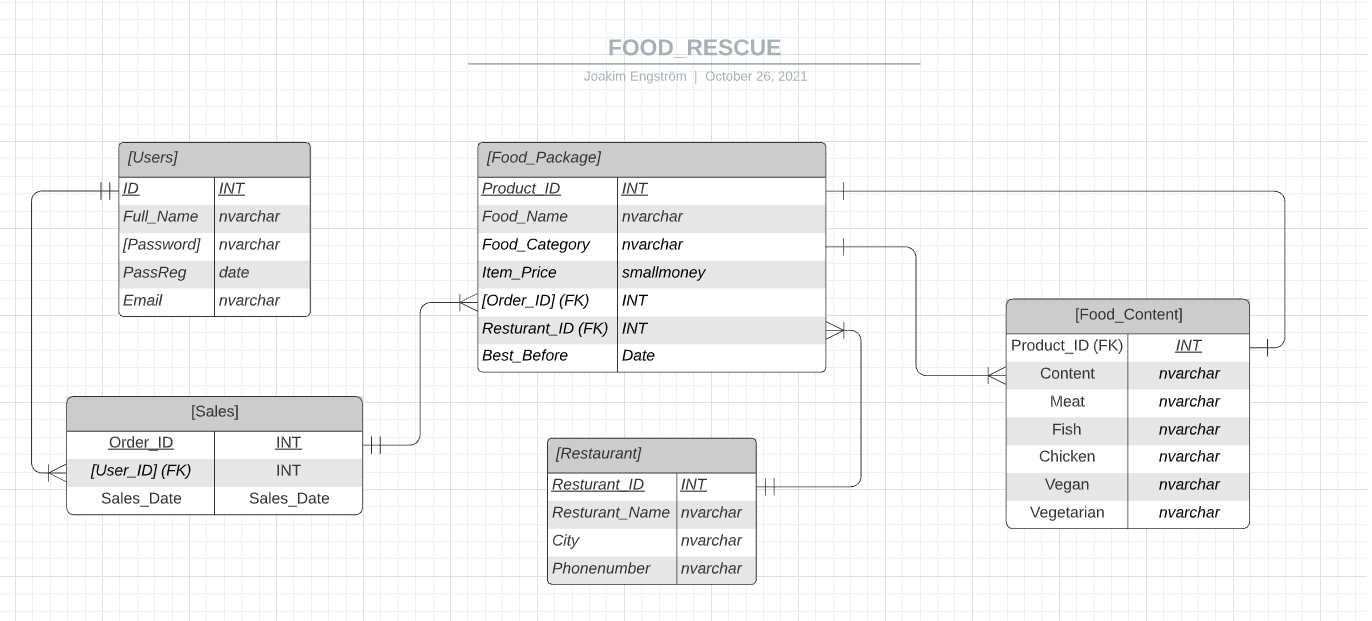 FOOD_RESCUE
Joakim Engström | October 26, 2021
[Users]
ID INT
Full_Name nvarchar
[Password] nvarchar
PassReg date
Email nvarchar
[Food_Package]
Product_ID INT
Food_Name nvarchar
Food_Category nvarchar
Item_Price smallmoney
[Order_ID] (FK) INT
Resturant_ID (FK) INT
Best_Before Date
[Food_Content]
Product_ID (FK) INT
Content nvarchar
Meat nvarchar
Fish nvarchar
Chicken nvarchar
Vegan nvarchar
Vegetarian nvarchar
[Sales]
Order_ID INT
[User_ID] (FK) INT
Sales_Date Sales_Date
[Restaurant]
Resturant_ID INT
Resturant_Name nvarchar
City nvarchar
Phonenumber nvarchar